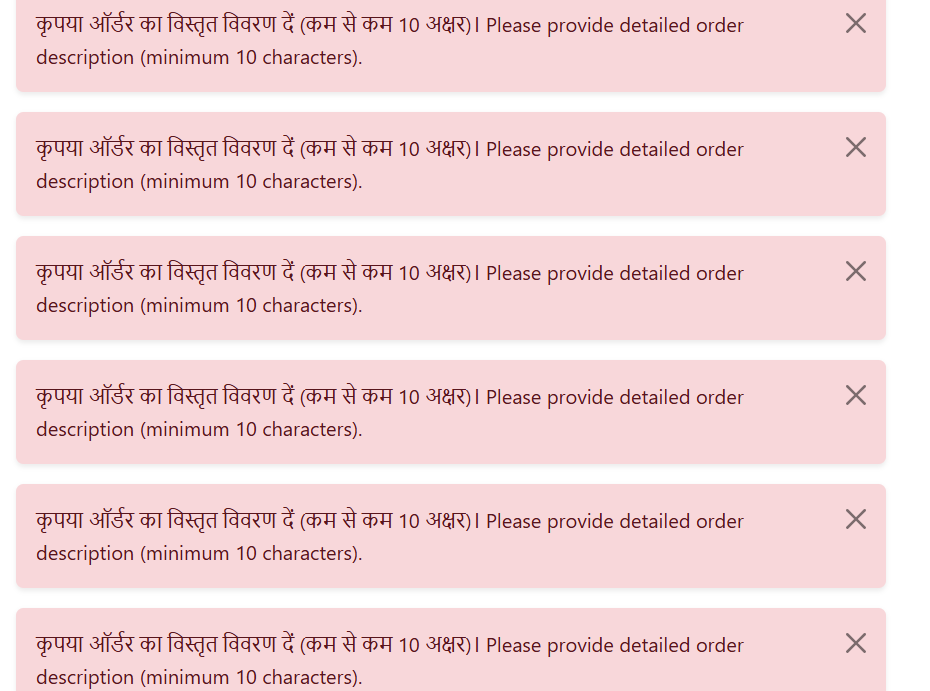 कृपया ऑर्डर का विस्तृत विवरण दें (कम से कम 10 अक्षर)। Please provide detailed order
description (minimum 10 characters).
कृपया ऑर्डर का विस्तृत विवरण दें (कम से कम 10 अक्षर)। Please provide detailed order
description (minimum 10 characters).
कृपया ऑर्डर का विस्तृत विवरण दें (कम से कम 10 अक्षर)। Please provide detailed order
description (minimum 10 characters).
कृपया ऑर्डर का विस्तृत विवरण दें (कम से कम 10 अक्षर)। Please provide detailed order
description (minimum 10 characters).
कृपया ऑर्डर का विस्तृत विवरण दें (कम से कम 10 अक्षर)। Please provide detailed order
description (minimum 10 characters).
कृपया ऑर्डर का विस्तृत विवरण दें (कम से कम 10 अक्षर)। Please provide detailed order
description (minimum 10 characters).